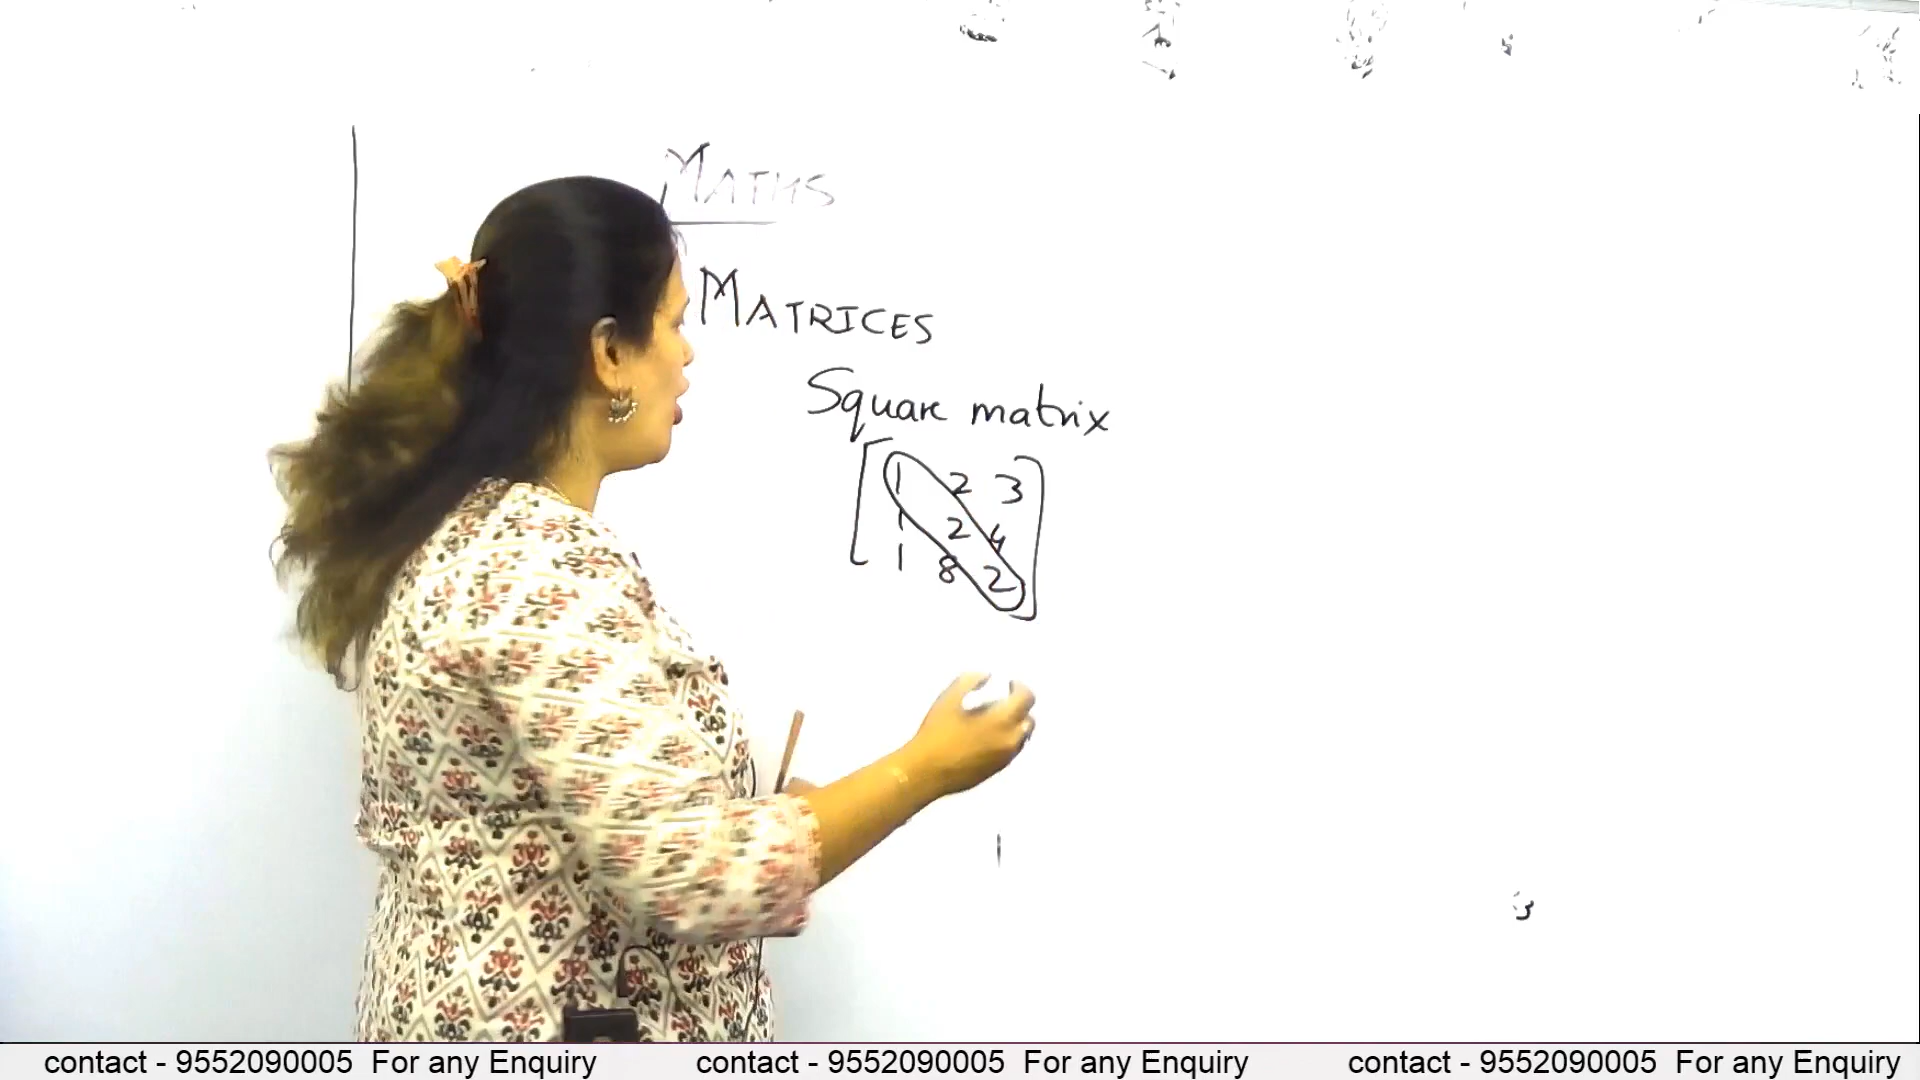 MATHS
MATRICES
Square matrix
1 2 3
1 2 4
1 8 2
contact - 9552090005 For any Enquiry contact - 9552090005 For any Enquiry contact - 9552090005 For any Enquiry